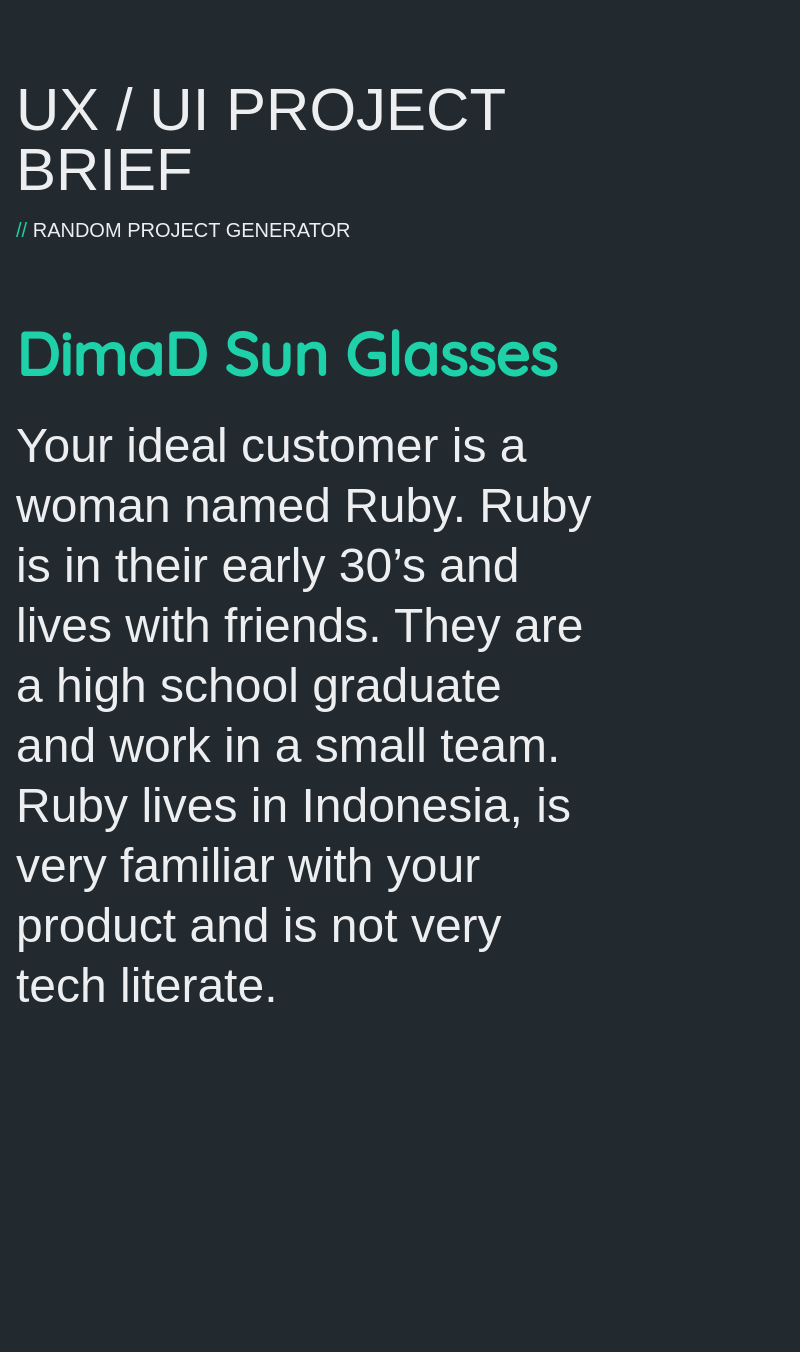 UX / UI PROJECT
BRIEF
// RANDOM PROJECT GENERATOR
DimaD Sun Glasses
Your ideal customer is a
woman named Ruby. Ruby
is in their early 30’s and
lives with friends. They are
a high school graduate
and work in a small team.
Ruby lives in Indonesia, is
very familiar with your
product and is not very
tech literate.